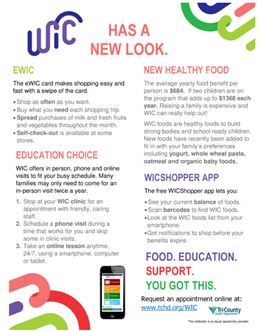 WIC
HAS A
NEW LOOK.
EWIC
The eWIC card makes shopping easy and
fast with a swipe of the card.
• Shop as often as you want.
• Buy what you need each shopping trip.
• Spread purchases of milk and fresh fruits
and vegetables throughout the month.
• Self-check-out is available at some
stores.
EDUCATION CHOICE
WIC offers in person, phone and online
visits to fit your busy schedule. Many
families may only need to come for an
in-person visit twice a year.
1. Stop at your WIC clinic for an
appointment with friendly, caring
staff.
2. Schedule a phone visit during a
time that works for you and skip
some in clinic visits.
3. Take an online lesson anytime,
24/7, using a smartphone, computer
or tablet.
NEW HEALTHY FOOD
The average yearly food benefit per
person is $684. If two children are on
the program that adds up to $1368 each
year. Raising a family is expensive and
WIC can really help out!
WIC foods are healthy foods to build
strong bodies and school ready children.
New foods have recently been added to
fit in with your family's preferences
including yogurt, whole wheat pasta,
oatmeal and organic baby foods.
WICSHOPPER APP
The free WICShopper app lets you:
• See your current balance of foods.
• Scan barcodes to find WIC foods.
• Look at the WIC foods list from your
smartphone.
• Get notifications to shop before your
benefits expire.
FOOD. EDUCATION.
SUPPORT.
YOU GOT THIS.
Request an appointment online at:
www.tchd.org/WIC
Tri-County
Health Department
This institution is an equal opportunity provider.